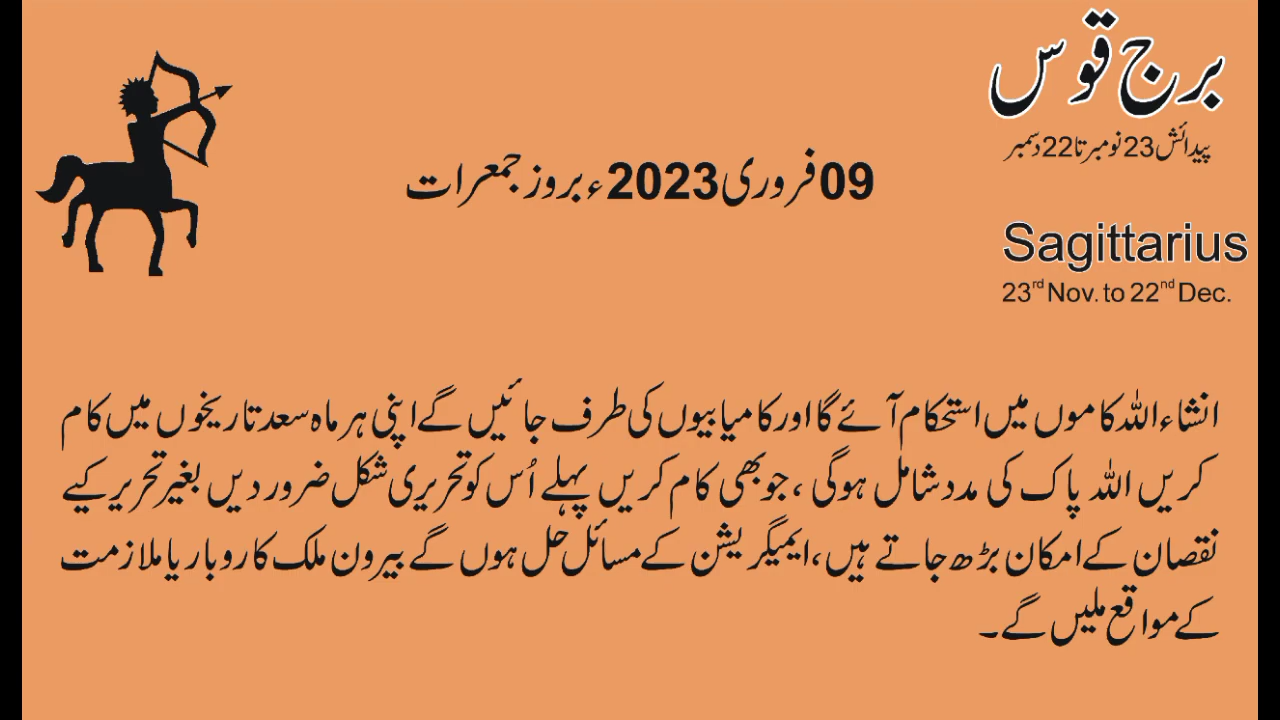 برج قوس
پیدائش 23 نومبر تا 22 دسمبر
09 فروری 2023ء بروز جمعرات
Sagittarius
23rd Nov. to 22nd Dec.
انشاء اللہ کاموں میں استحکام آئے گا اور کامیابیوں کی طرف جائیں گے اپنی ہر ماہ سعد تاریخوں میں کام
کریں اللہ پاک کی مدد شامل ہوگی ، جو بھی کام کریں پہلے اُس کو تحریری شکل ضرور دیں بغیر تحریر کیے
نقصان کے امکان بڑھ جاتے ہیں، ایمیگریشن کے مسائل حل ہوں گے بیرون ملک کاروبار یا ملازمت
کے مواقع ملیں گے۔